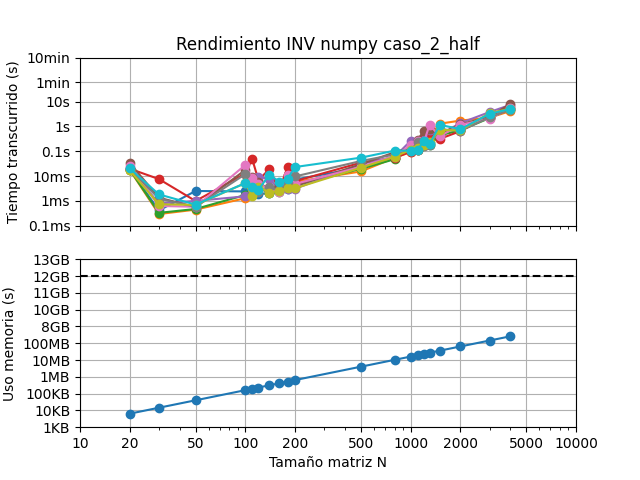 Rendimiento INV numpy caso_2_half
Tiempo transcurrido (s)
10min
1min
10s
1s
0.1s
10ms
1ms
0.1ms
Uso memoria (s)
13GB
12GB
11GB
10GB
8GB
100MB
10MB
1MB
100KB
10KB
1KB
10 20 50 100 200 500 1000 2000 5000 10000
Tamaño matriz N